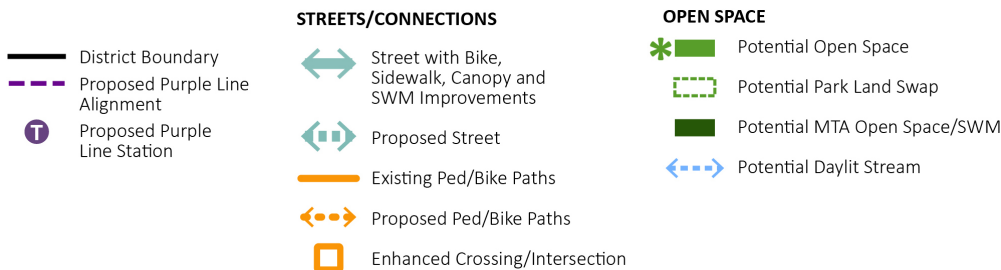 District Boundary
Proposed Purple Line
Alignment
T
Proposed Purple
Line Station
STREETS/CONNECTIONS
Street with Bike,
Sidewalk, Canopy and
SWM Improvements
Proposed Street
Existing Ped/Bike Paths
Proposed Ped/Bike Paths
Enhanced Crossing/Intersection
OPEN SPACE
Potential Open Space
Potential Park Land Swap
Potential MTA Open Space/SWM
Potential Daylit Stream